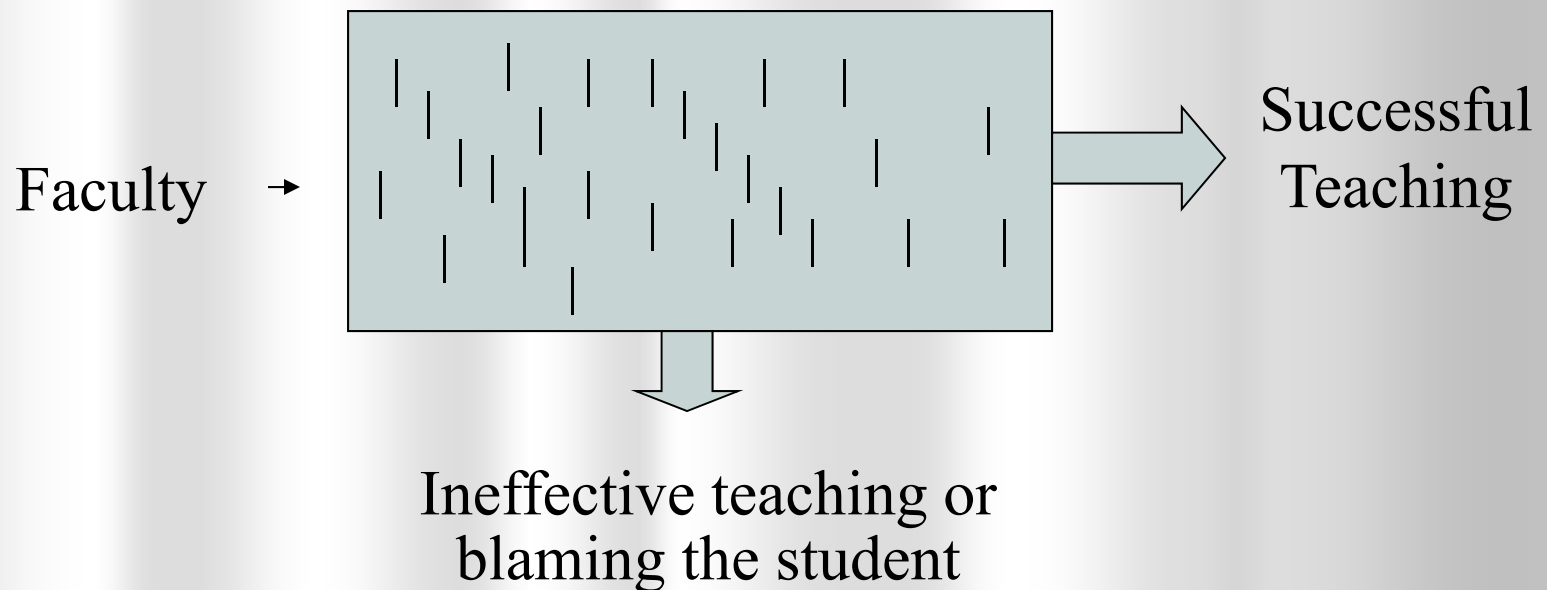 Faculty
Successful
Teaching
Ineffective teaching or
blaming the student